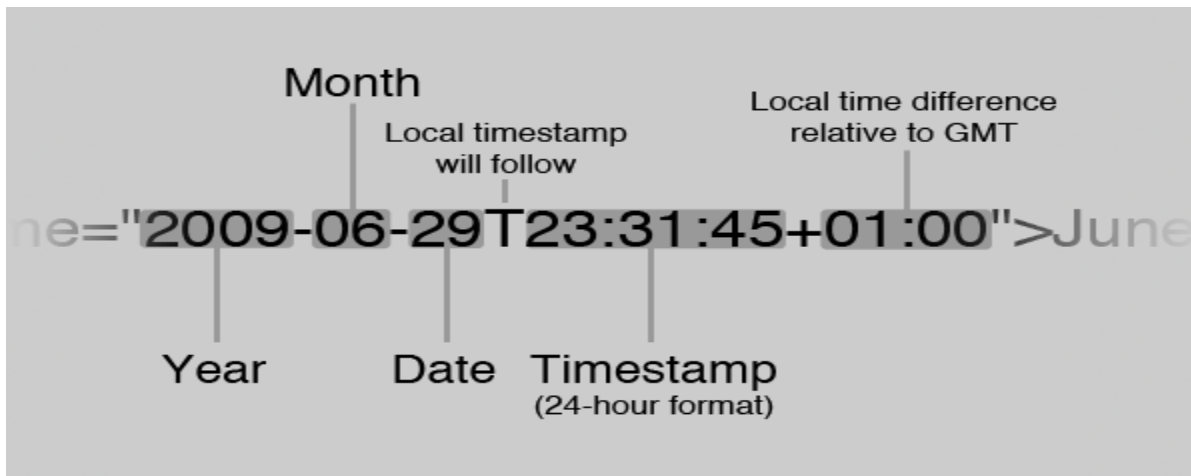 Month
Local time difference
relative to GMT
Local timestamp
will follow
ne="2009-06-29T23:31:45+01:00">June
Year
Date
Timestamp
(24-hour format)